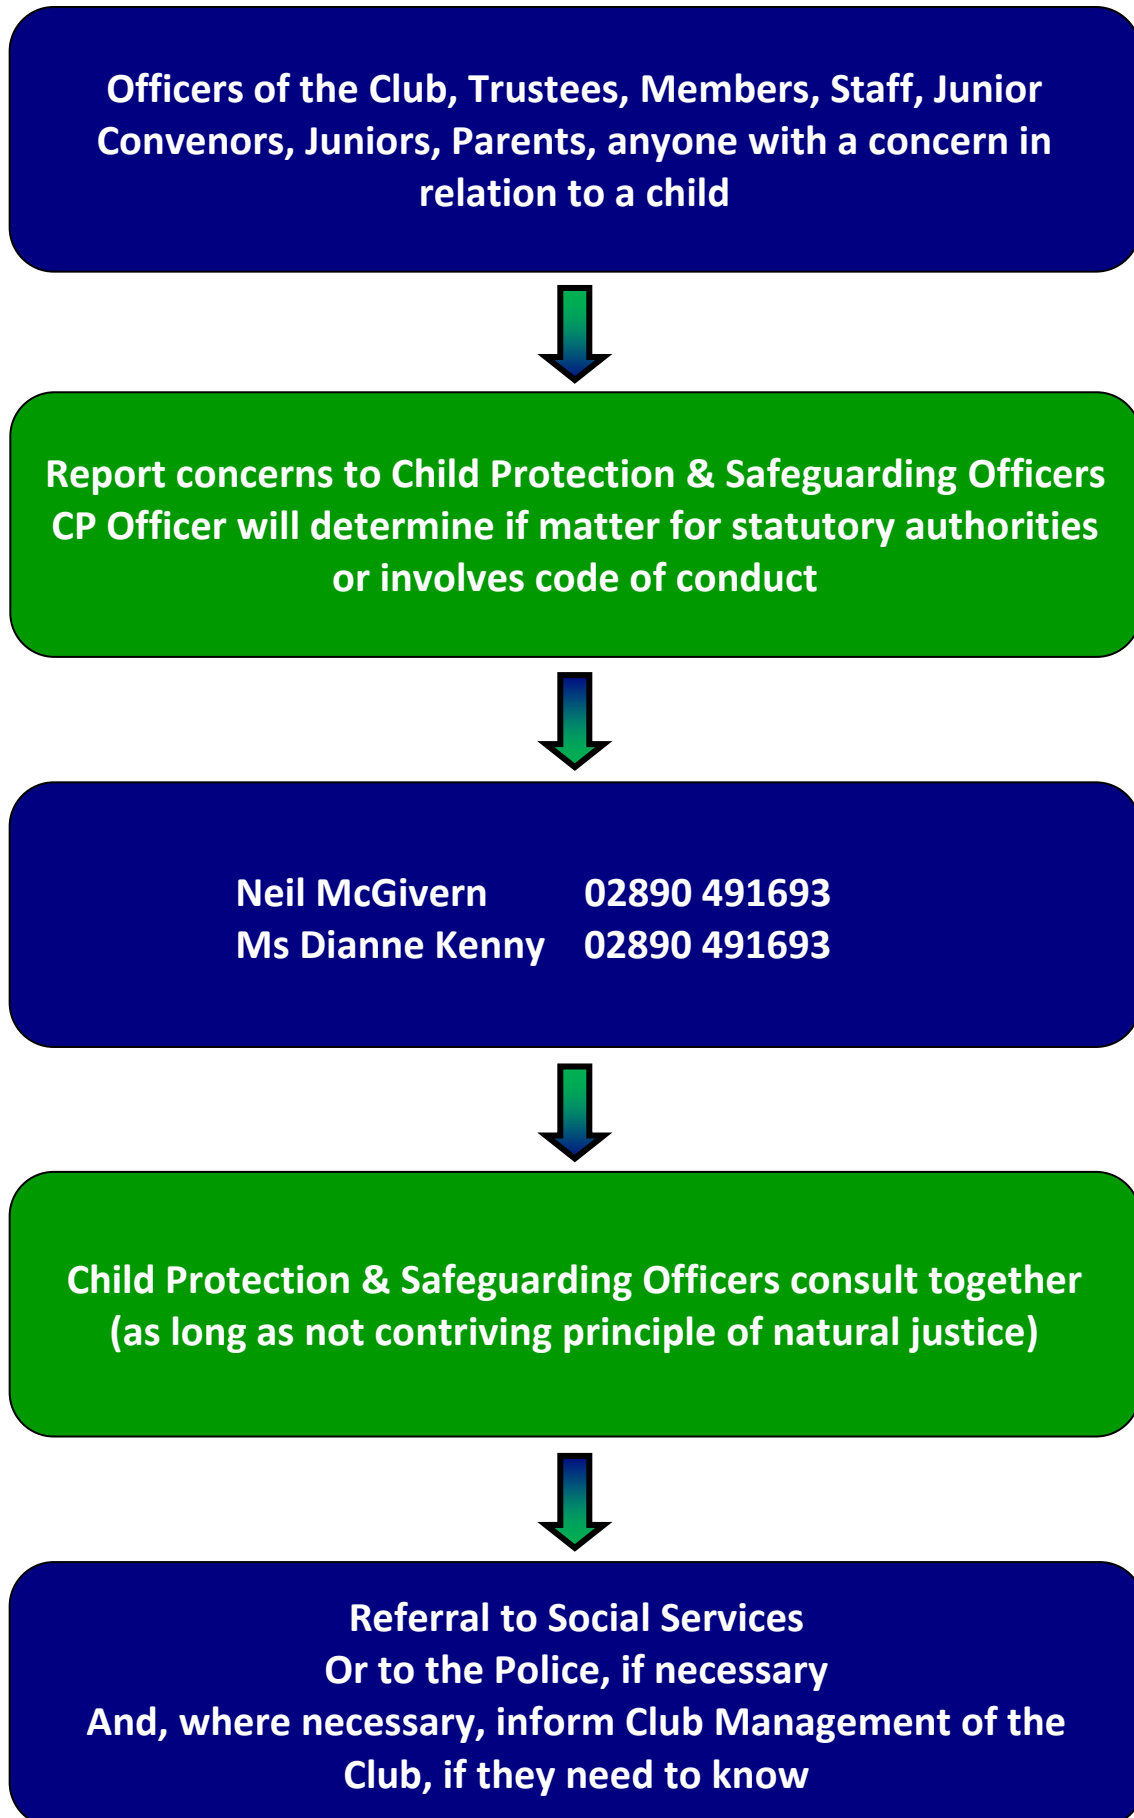 Officers of the Club, Trustees, Members, Staff, Junior
Convenors, Juniors, Parents, anyone with a concern in
relation to a child
Report concerns to Child Protection & Safeguarding Officers
CP Officer will determine if matter for statutory authorities
or involves code of conduct
Neil McGivern 02890 491693
Ms Dianne Kenny 02890 491693
Child Protection & Safeguarding Officers consult together
(as long as not contriving principle of natural justice)
Referral to Social Services
Or to the Police, if necessary
And, where necessary, inform Club Management of the
Club, if they need to know